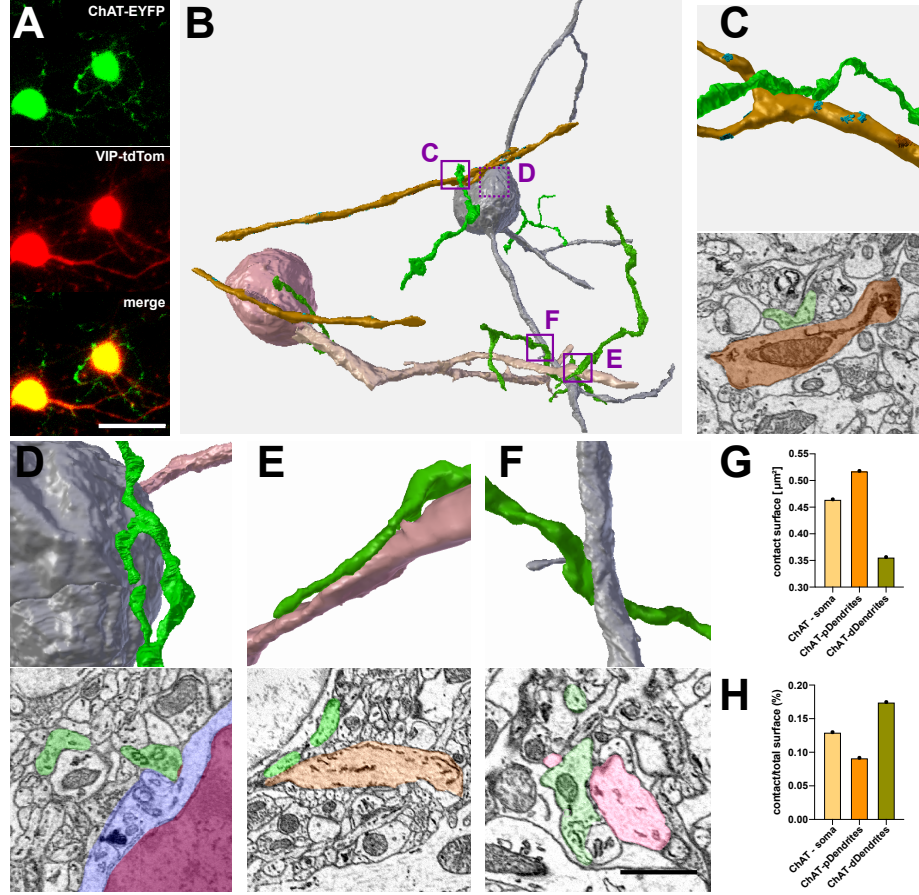 A
ChAT-EYFP
VIP-tdTom
merge
B
C
D
F
E
C
D
E
F
G
contact surface [µm²]
0.55
0.50
0.45
0.40
0.35
0.30
ChAT - soma
ChAT-pDendrites
ChAT-dDendrites
H
contact/total surface (%)
0.20
0.15
0.10
0.05
0.00
ChAT - soma
ChAT-pDendrites
ChAT-dDendrites